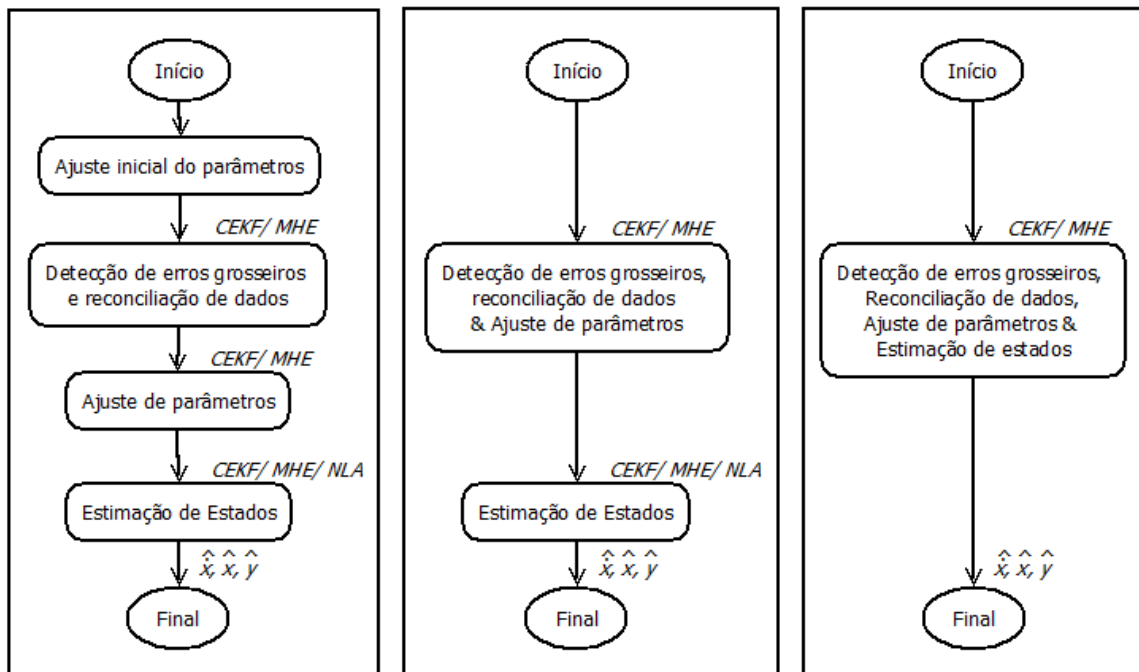 Início
Ajuste inicial do parâmetros
CEKF/ MHE
Detecção de erros grosseiros
e reconciliação de dados
CEKF/ MHE
Ajuste de parâmetros
CEKF/ MHE/ NLA
Estimação de Estados
x̂̇, x̂, ŷ
Final
Início
CEKF/ MHE
Detecção de erros grosseiros,
reconciliação de dados
& Ajuste de parâmetros
CEKF/ MHE/ NLA
Estimação de Estados
x̂̇, x̂, ŷ
Final
Início
CEKF/ MHE
Detecção de erros grosseiros,
Reconciliação de dados,
Ajuste de parâmetros &
Estimação de estados
x̂̇, x̂, ŷ
Final